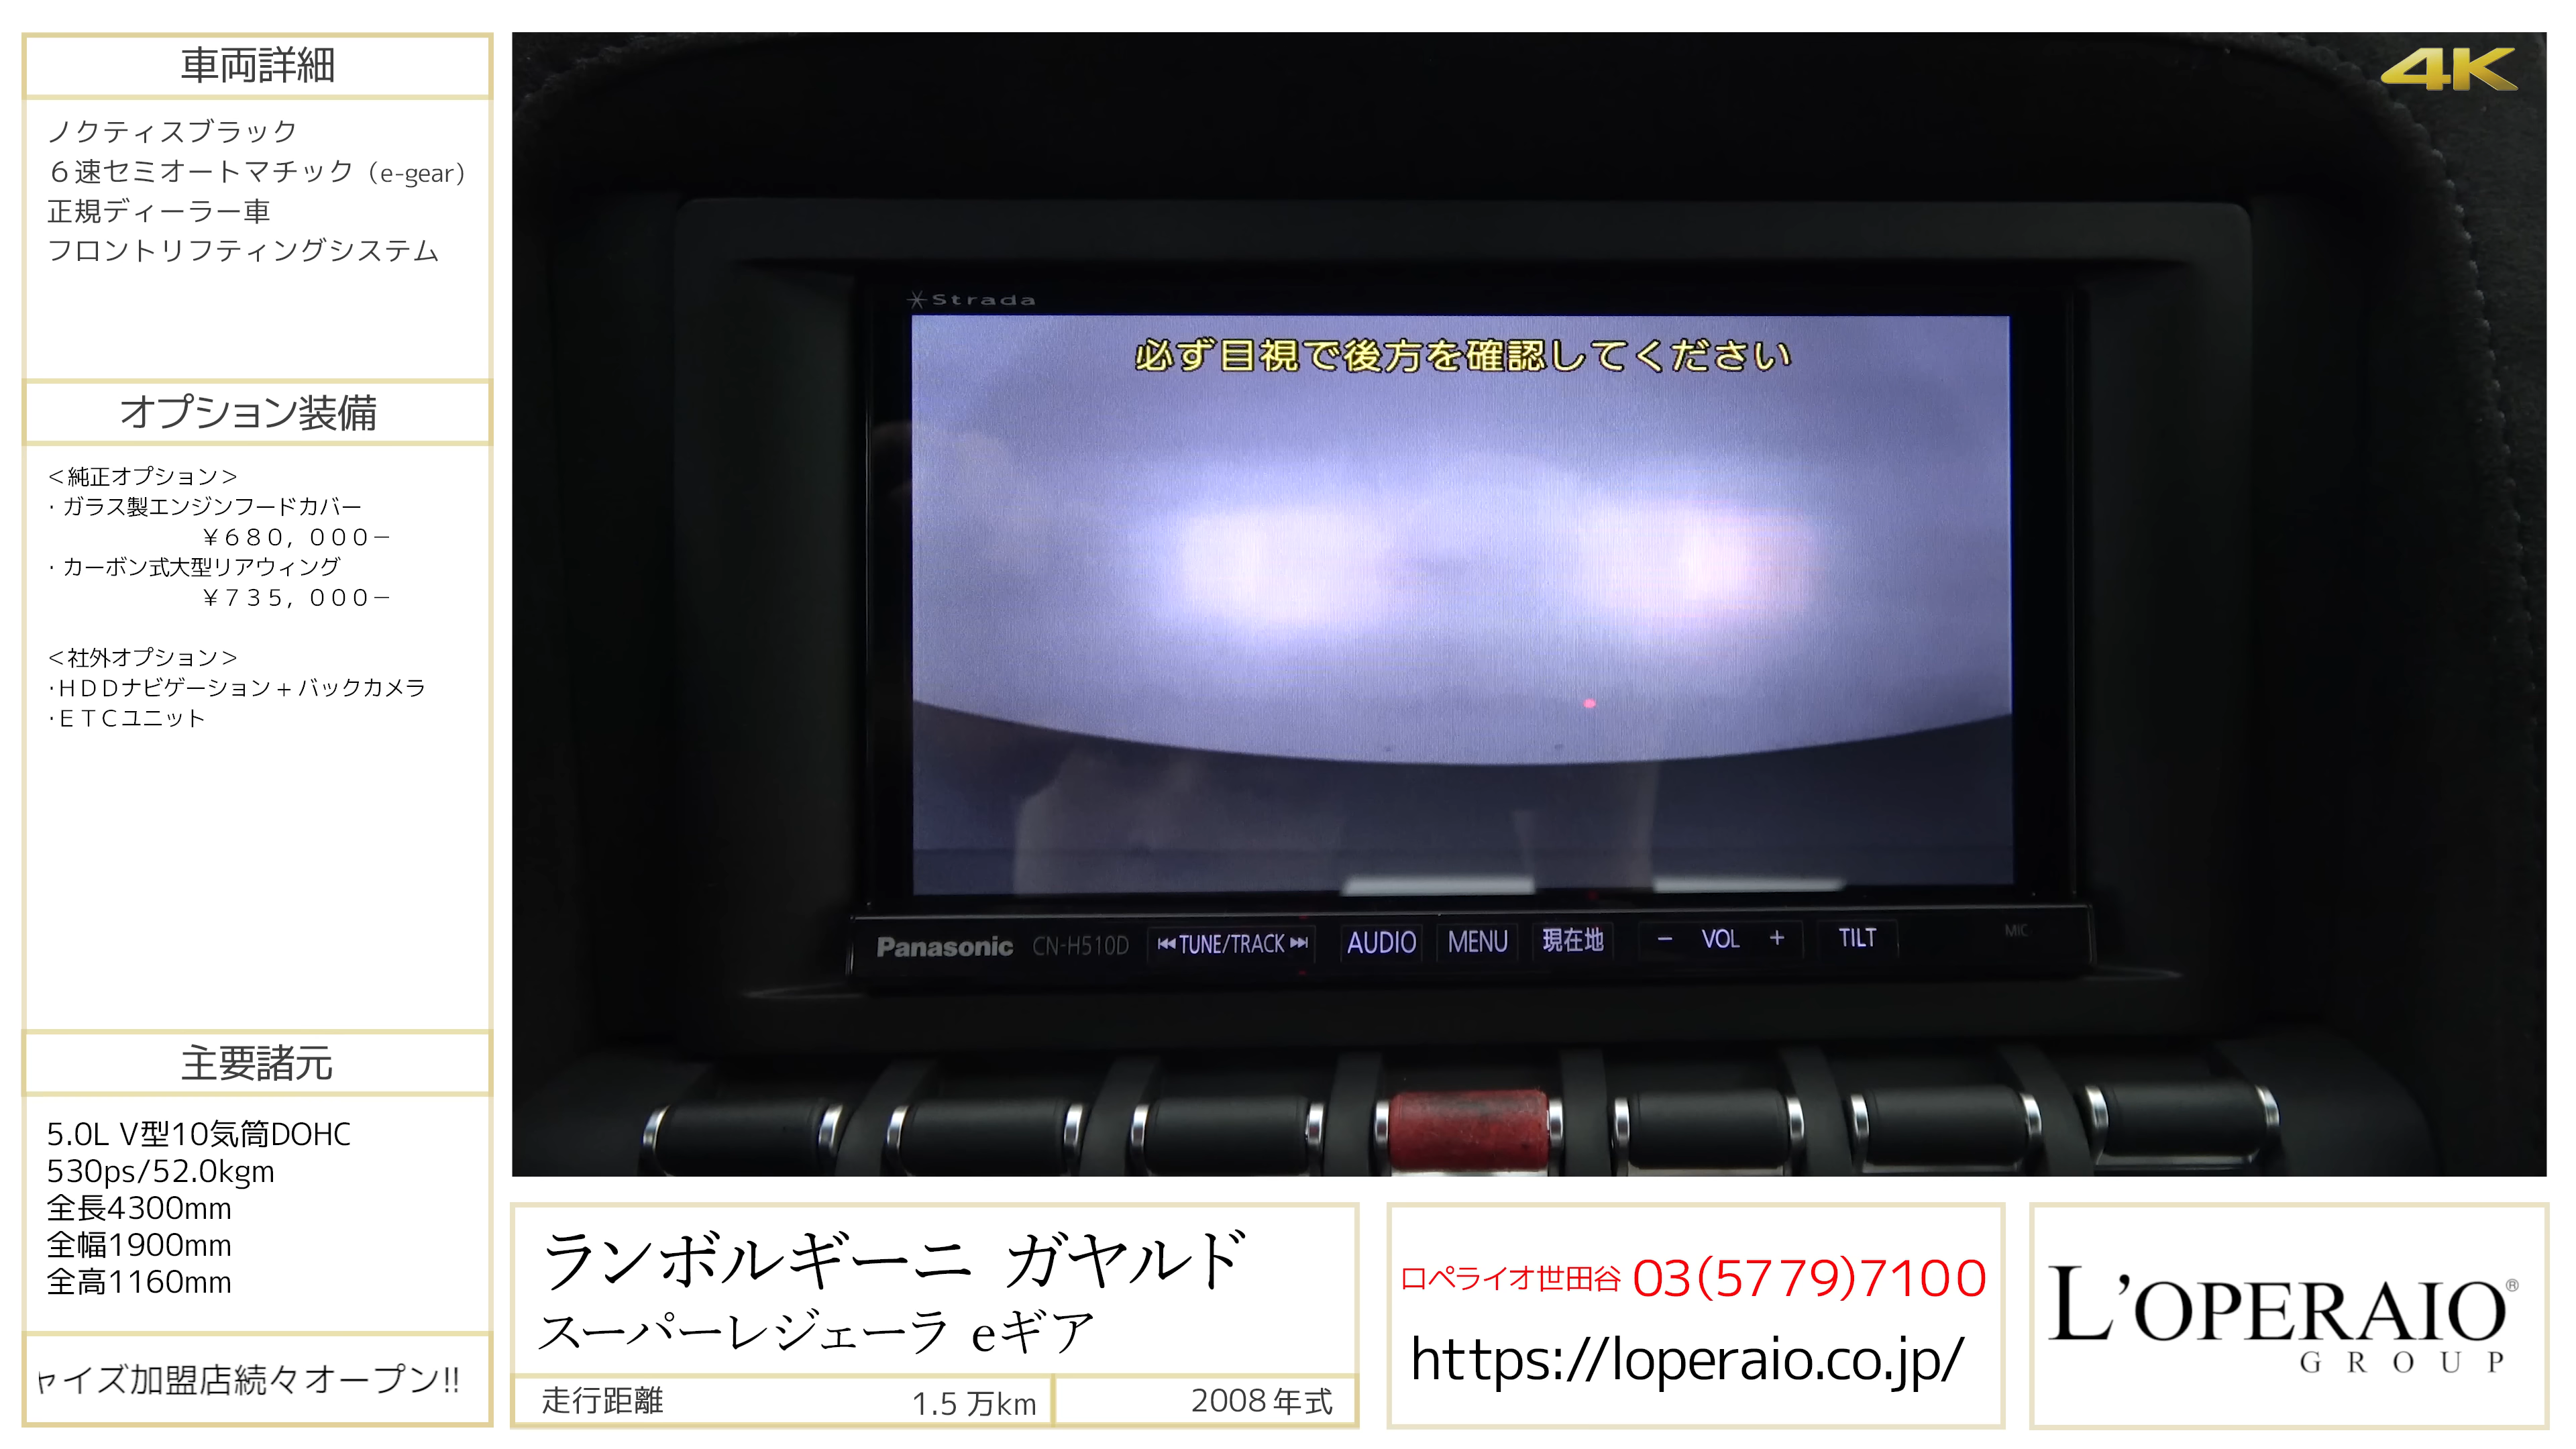 車両詳細
ノクティスブラック
６速セミオートマチック（e-gear）
正規ディーラー車
フロントリフティングシステム
オプション装備
＜純正オプション＞
・ガラス製エンジンフードカバー
￥６８０，０００－
・カーボン式大型リアウィング
￥７３５，０００－
＜社外オプション＞
・ＨＤＤナビゲーション＋バックカメラ
・ＥＴＣユニット
主要諸元
5.0L V型10気筒DOHC
530ps/52.0kgm
全長4300mm
全幅1900mm
全高1160mm
ャイズ加盟店続々オープン!!
4K
Strada
必ず目視で後方を確認してください
Panasonic CN-H510D TUNE/TRACK AUDIO MENU 現在地 － VOL ＋ TILT MIC
ランボルギーニ ガヤルド
スーパーレジェーラ eギア
走行距離 1.5 万km 2008年式
ロペライオ世田谷 03(5779)7100
https://loperaio.co.jp/
L'OPERAIO®
GROUP